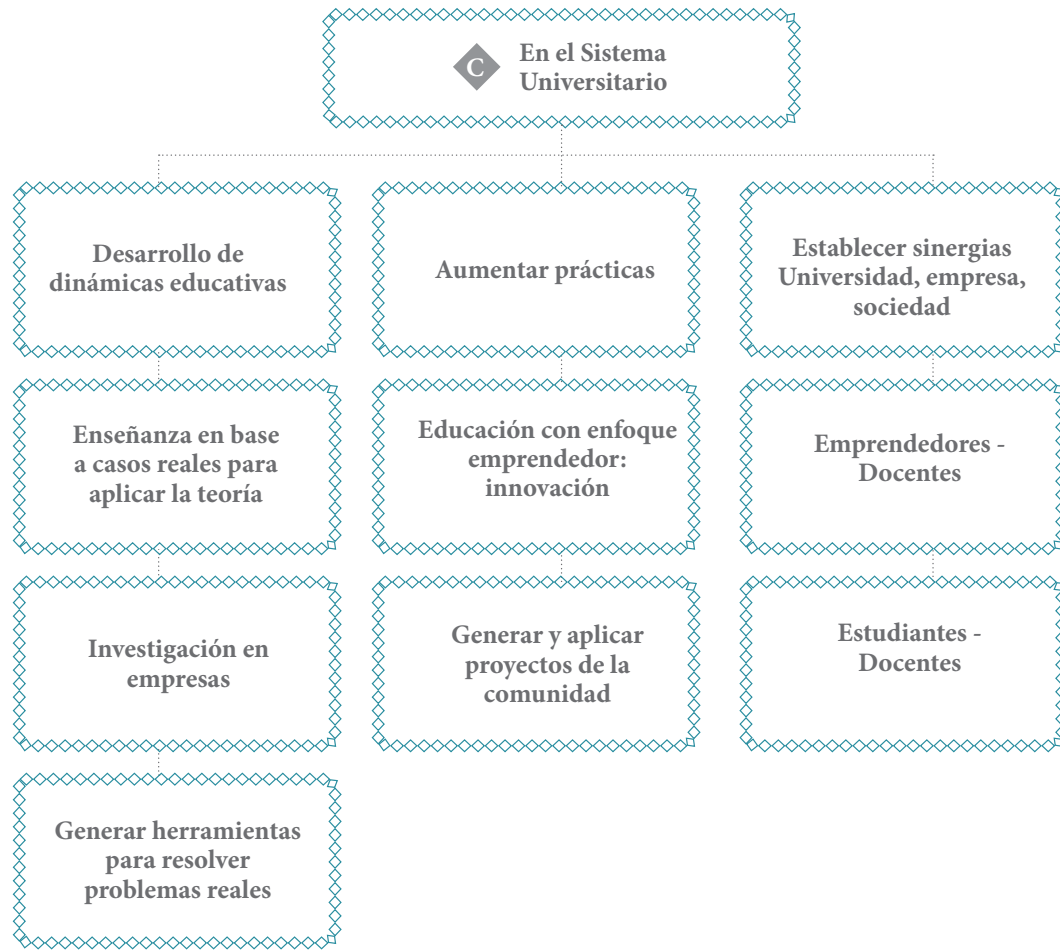 C
En el Sistema
Universitario
Desarrollo de
dinámicas educativas
Aumentar prácticas
Establecer sinergias
Universidad, empresa,
sociedad
Enseñanza en base
a casos reales para
aplicar la teoría
Educación con enfoque
emprendedor:
innovación
Emprendedores -
Docentes
Investigación en
empresas
Generar y aplicar
proyectos de la
comunidad
Estudiantes -
Docentes
Generar herramientas
para resolver
problemas reales